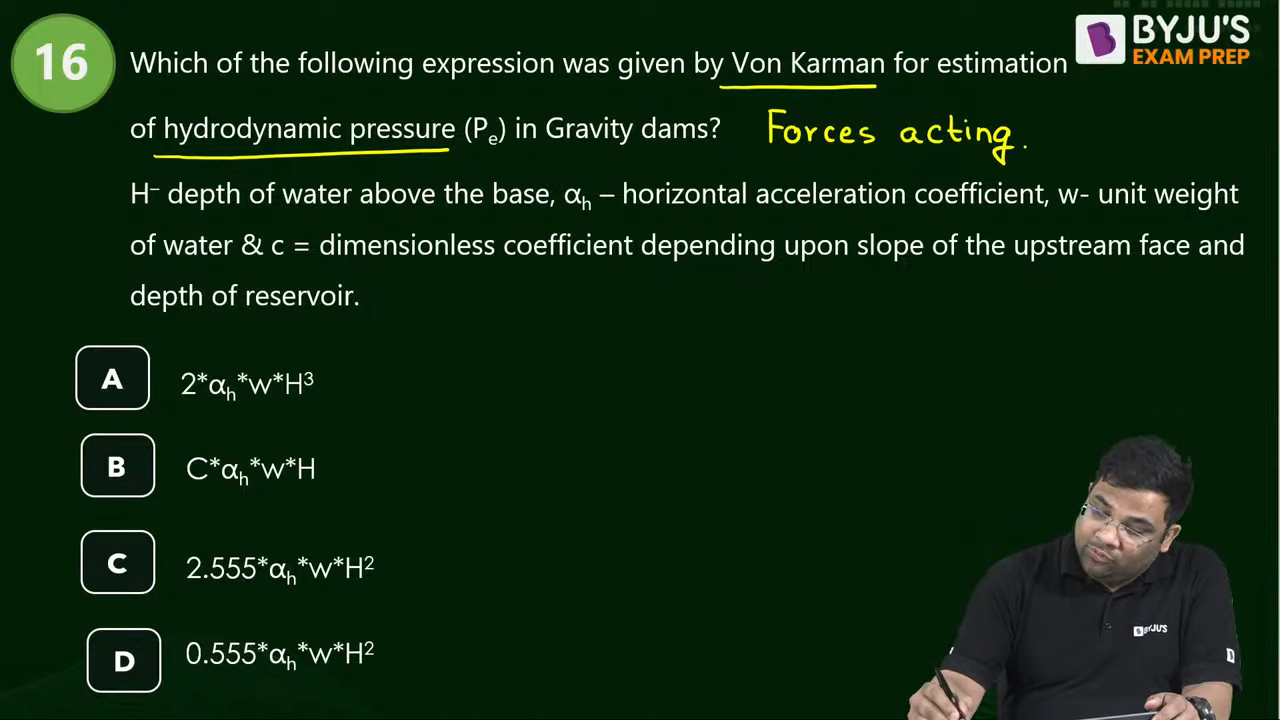 16
Which of the following expression was given by Von Karman for estimation
BYJU'S
EXAM PREP
of hydrodynamic pressure (Pₑ) in Gravity dams? Forces acting.
H⁻ depth of water above the base, αₕ – horizontal acceleration coefficient, w- unit weight
of water & c = dimensionless coefficient depending upon slope of the upstream face and
depth of reservoir.
A 2*αₕ*w*H³
B C*αₕ*w*H
C 2.555*αₕ*w*H²
D 0.555*αₕ*w*H²
BYJU'S